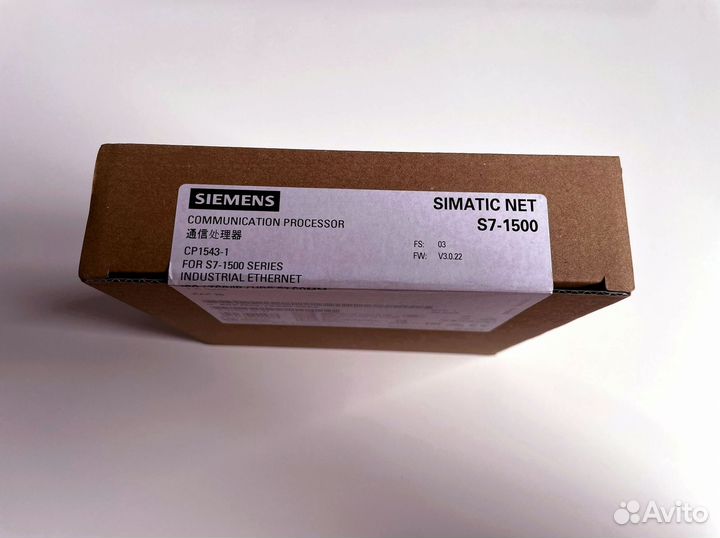 SIEMENS
SIMATIC NET
COMMUNICATION PROCESSOR
S7-1500
通信处理器
CP1543-1
FS: 03
FOR S7-1500 SERIES
FW: V3.0.22
INDUSTRIAL ETHERNET
Avito